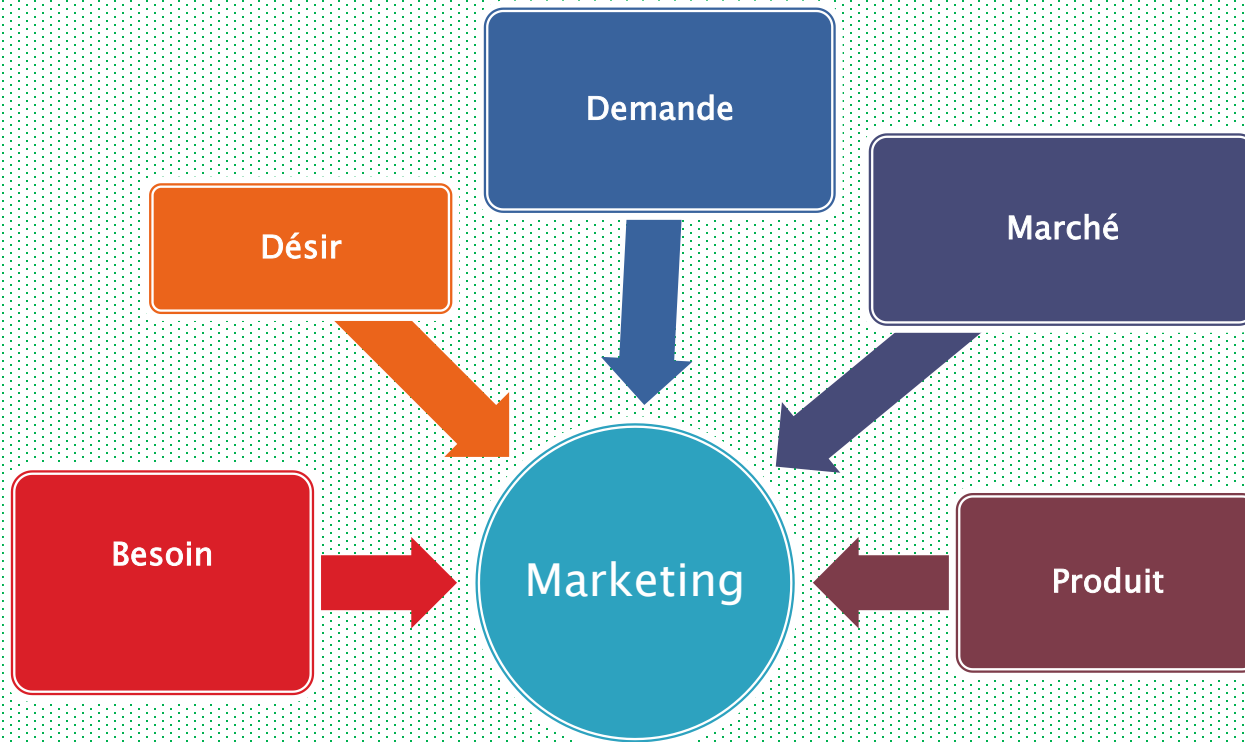 Demande
Marché
Désir
Besoin
Marketing
Produit